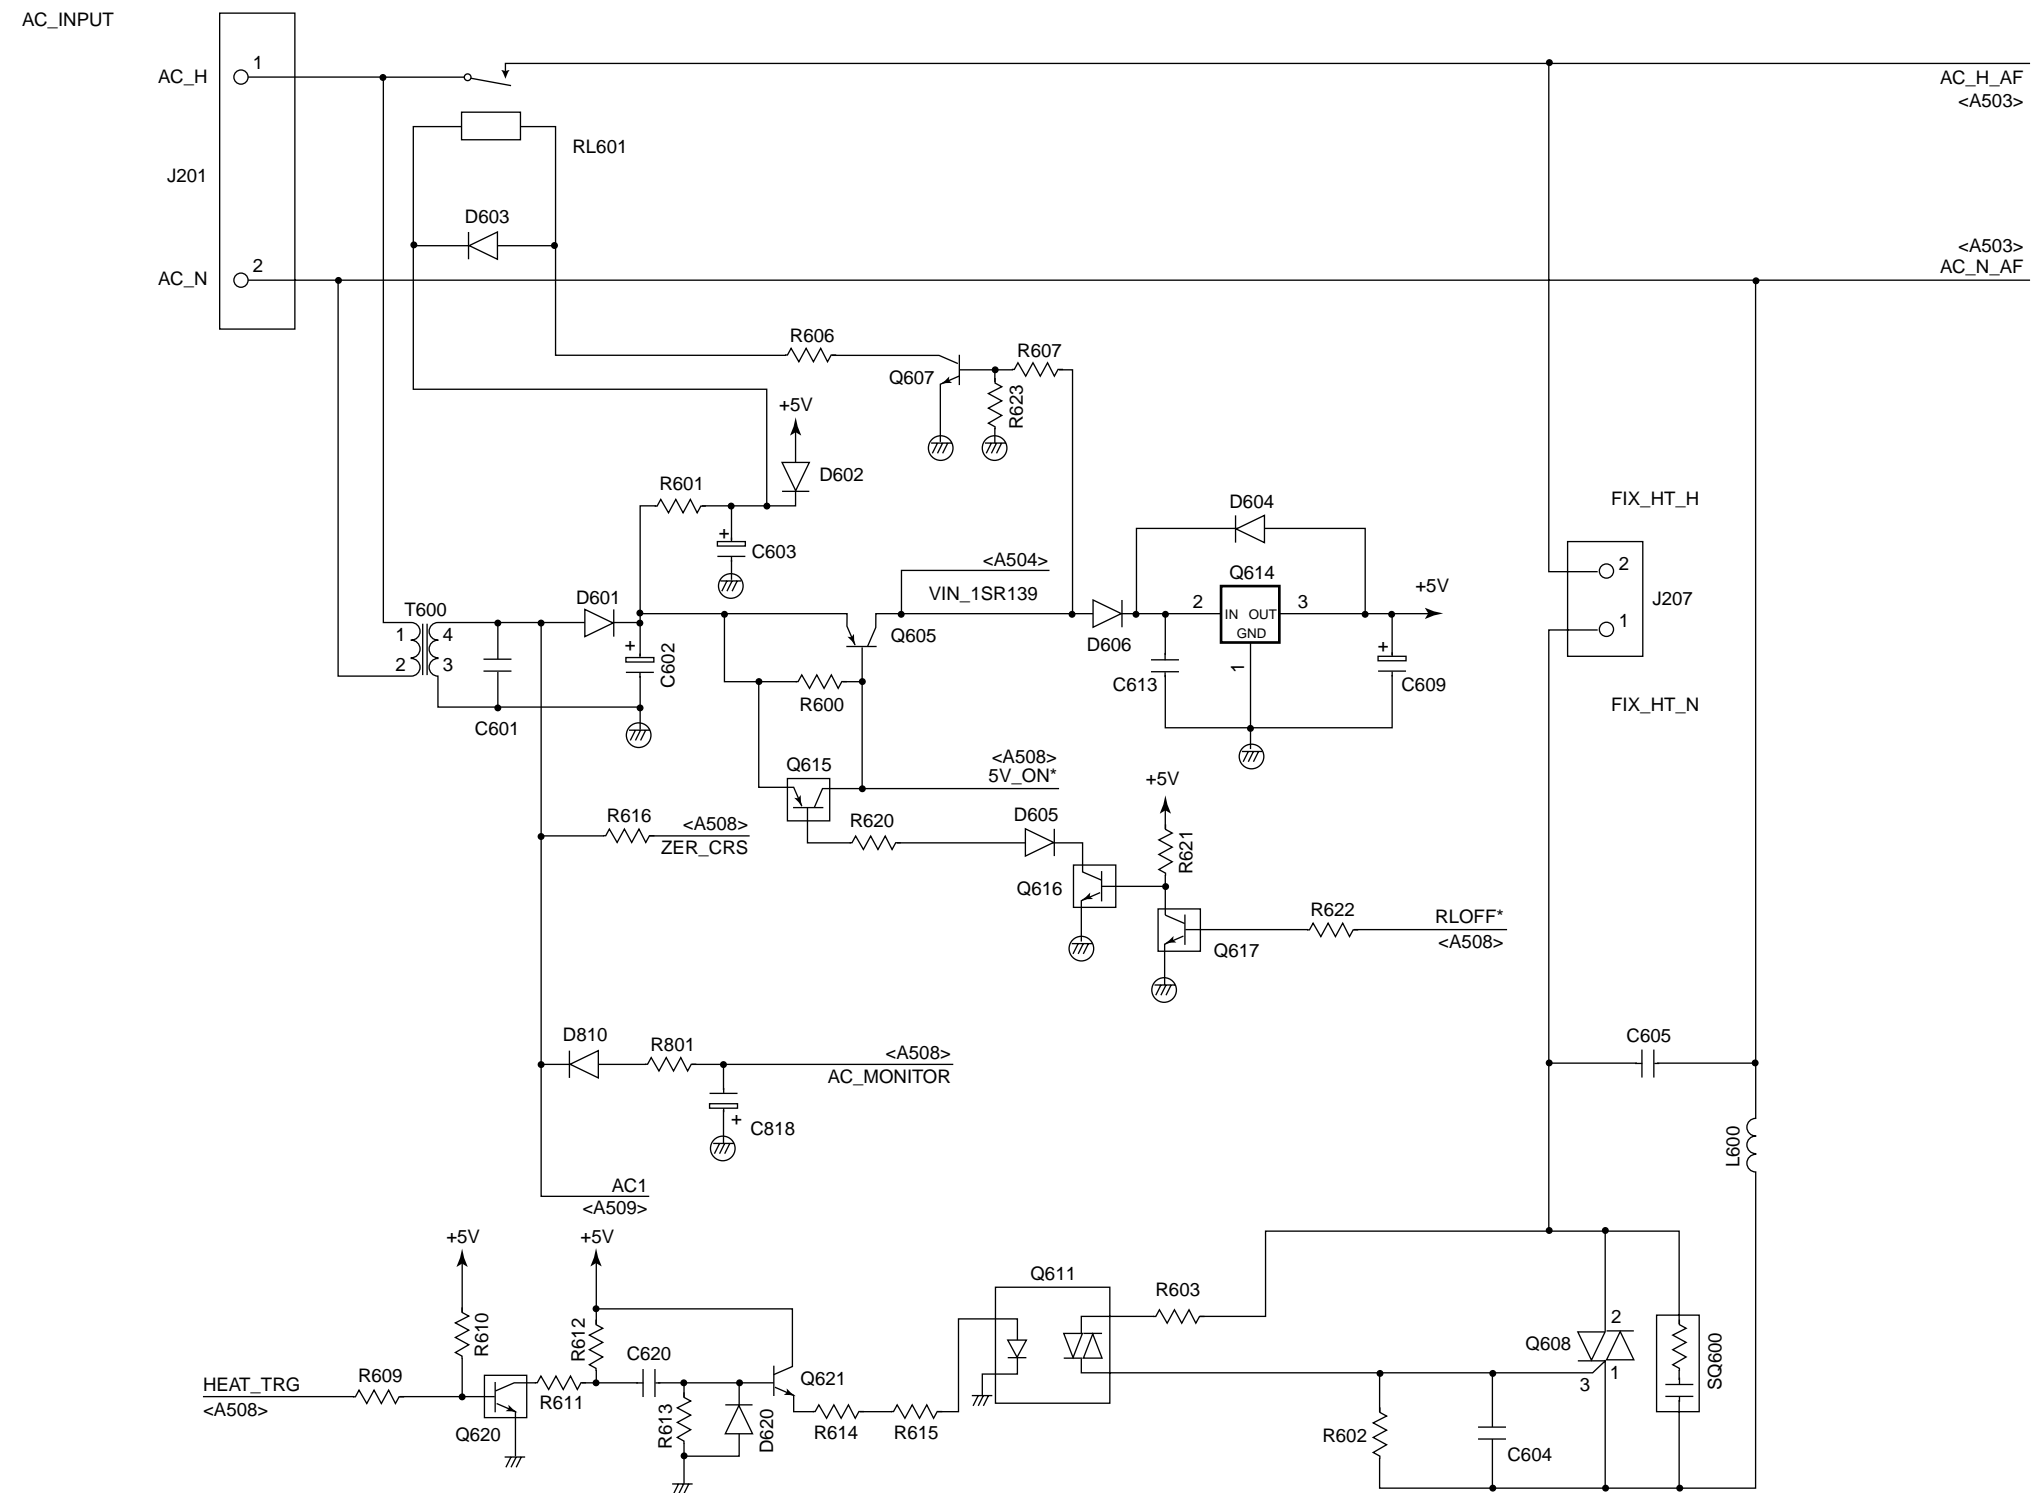 AC_INPUT
AC_H
1
AC_H_AF
<A503>
RL601
J201
D603
<A503>
AC_N
2
AC_N_AF
R606
R607
Q607
R623
+5V
D602
R601
D604
FIX_HT_H
+
C603
<A504>
VIN_1SR139
Q614
2
+5V
J207
1
T600
D601
1
4
2
3
+
C602
Q605
D606
2
IN OUT
GND
3
1
+
C613
C609
R600
C601
FIX_HT_N
<A508>
5V_ON*
Q615
+5V
R616
<A508>
ZER_CRS
R620
D605
R621
Q616
R622
RLOFF*
<A508>
Q617
D810
R801
<A508>
AC_MONITOR
C605
+
C818
L600
AC1
<A509>
+5V
+5V
Q611
R603
R610
R612
C620
Q621
Q608
2
1
3
SQ600
HEAT_TRG
<A508>
R609
R611
Q620
R613
D620
R614
R615
R602
C604